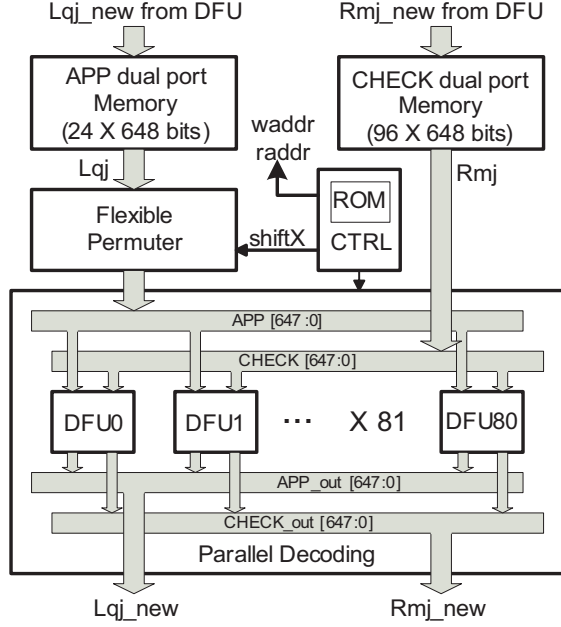 Lqj_new from DFU
Rmj_new from DFU
APP dual port
Memory
(24 X 648 bits)
CHECK dual port
Memory
(96 X 648 bits)
waddr
raddr
Lqj
Rmj
Flexible
Permuter
shiftX
ROM
CTRL
APP [647 :0]
CHECK [647:0]
DFU0
DFU1
··· X 81
DFU80
APP_out [647:0]
CHECK_out [647:0]
Parallel Decoding
Lqj_new
Rmj_new